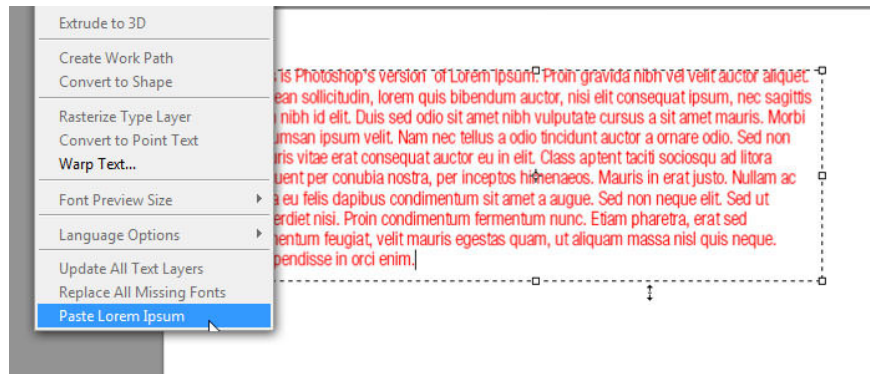 Extrude to 3D
Create Work Path
Convert to Shape
Rasterize Type Layer
Convert to Point Text
Warp Text...
Font Preview Size
Language Options
Update All Text Layers
Replace All Missing Fonts
Paste Lorem Ipsum
is Photoshop's version of Lorem Ipsum. Proin gravida nibh vel velit auctor aliquet.
sollicitudin, lorem quis bibendum auctor, nisi elit consequat ipsum, nec sagittis
nibh id elit. Duis sed odio sit amet nibh vulputate cursus a sit amet mauris. Morbi
ipsum velit. Nam nec tellus a odio tincidunt auctor a ornare odio. Sed non
vitae erat consequat auctor eu in elit. Class aptent taciti sociosqu ad litora
per conubia nostra, per inceptos himenaeos. Mauris in erat justo. Nullam ac
eu felis dapibus condimentum sit amet a augue. Sed non neque elit. Sed ut
nisi. Proin condimentum fermentum nunc. Etiam pharetra, erat sed
feugiat, velit mauris egestas quam, ut aliquam massa nisl quis neque.
in orci enim.